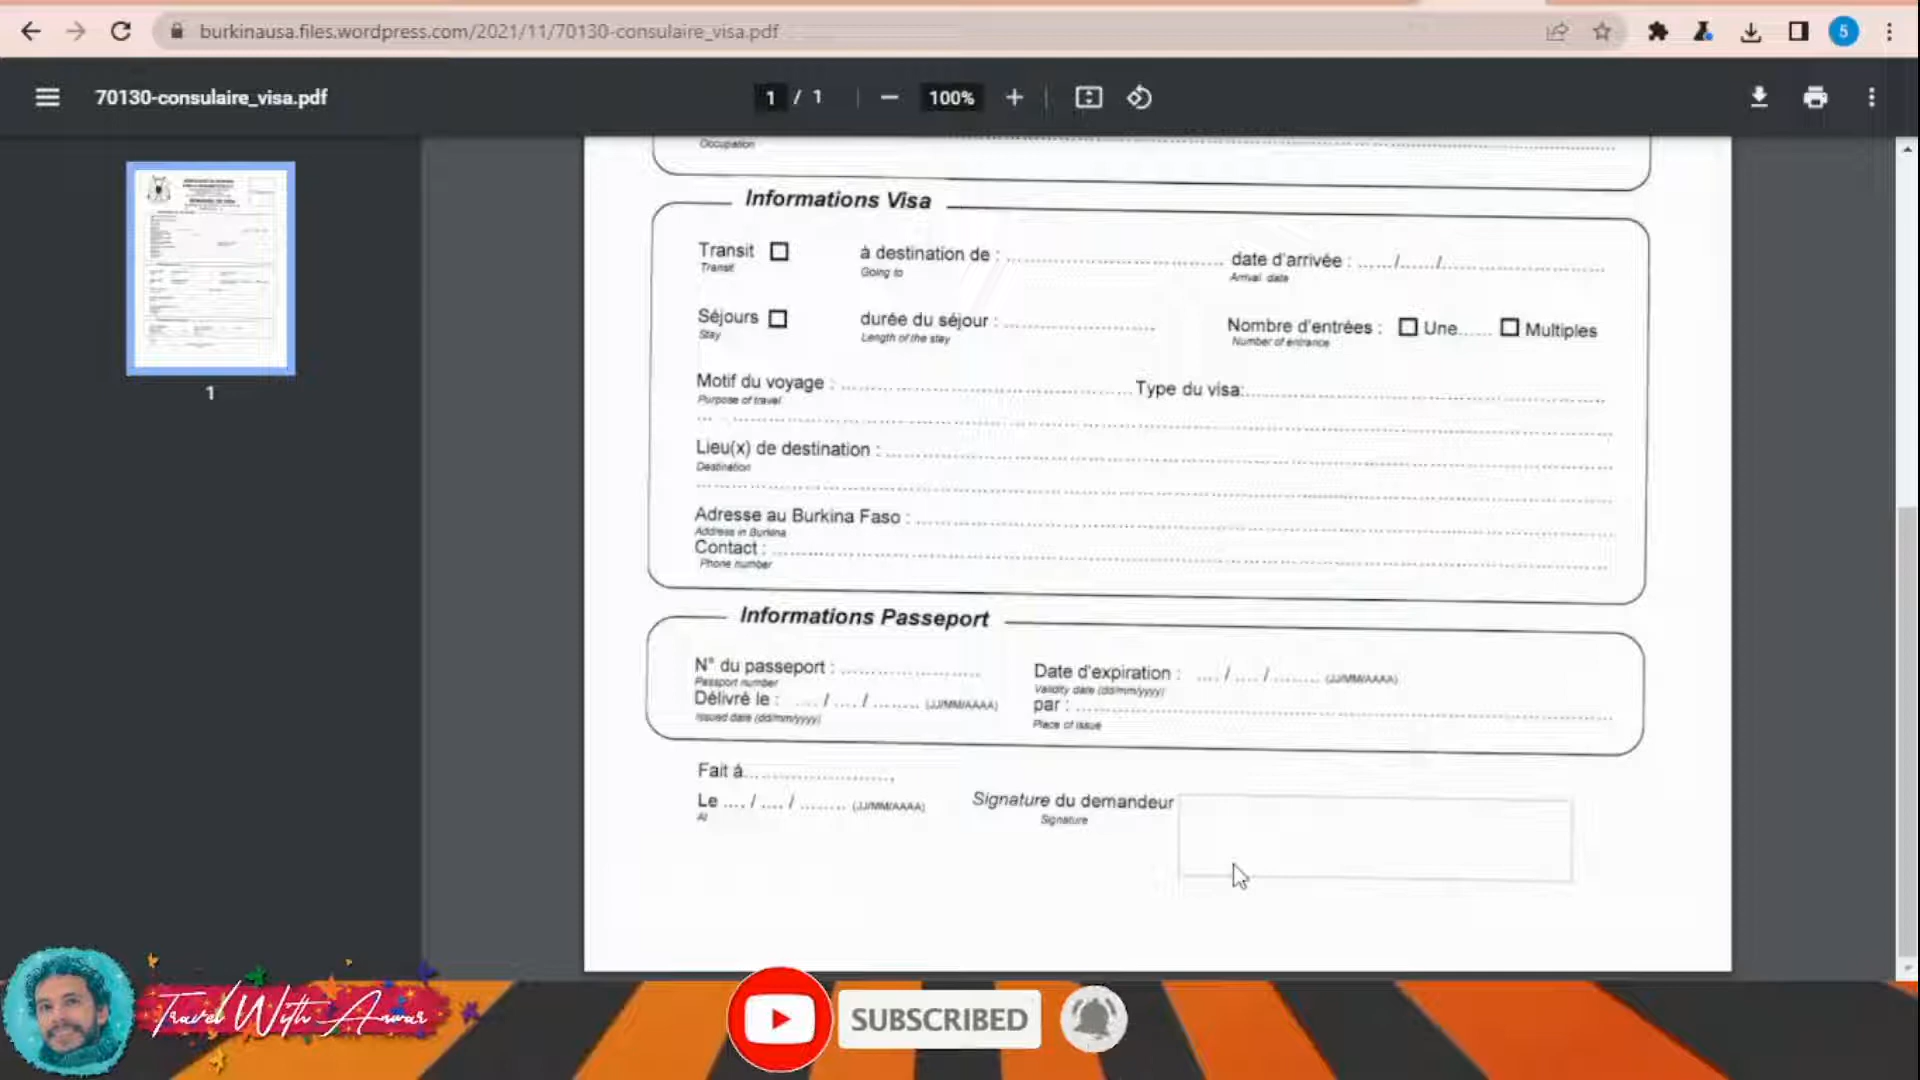 burkinausa.files.wordpress.com/2021/11/70130-consulaire_visa.pdf
5
70130-consulaire_visa.pdf
1 / 1
100%
1
Occupation
Informations Visa
Transit à destination de : date d'arrivée : ....../....../
Transit Going to Arrival date
Séjours durée du séjour : Nombre d'entrées : Une...... Multiples
Stay Length of the stay Number of entrance
Motif du voyage : Type du visa:
Purpose of travel
Lieu(x) de destination :
Destination
Adresse au Burkina Faso :
Address in Burkina
Contact :
Phone number
Informations Passeport
N° du passeport : Date d'expiration : .... / .... / ........ (JJ/MM/AAAA)
Passport number Validity date (dd/mm/yyyy)
Délivré le : .... / .... / ........ (JJ/MM/AAAA) par :
Issued date (dd/mm/yyyy) Place of issue
Fait à
Le .... / .... / ........ (JJ/MM/AAAA) Signature du demandeur
At Signature
Travel With Anwar
SUBSCRIBED